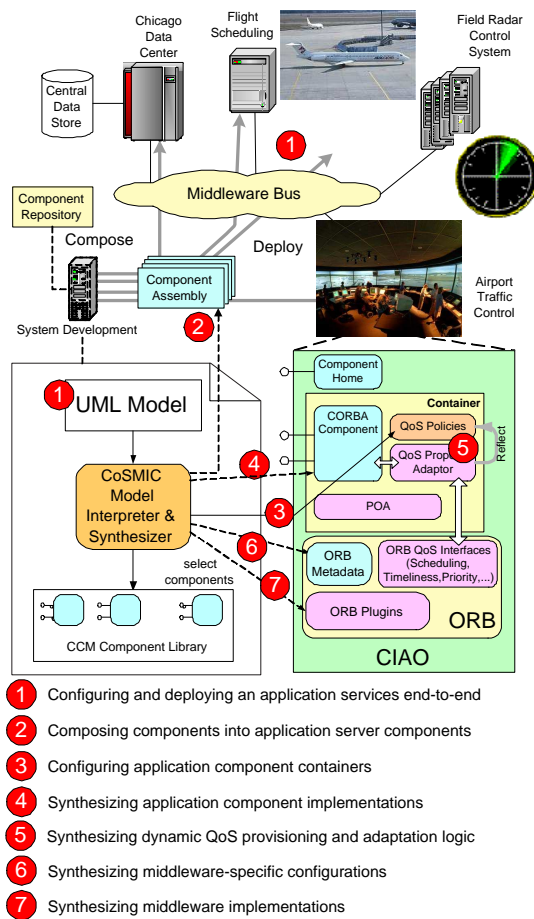 Chicago
Data
Center
Flight
Scheduling
Field Radar
Control
System
Central
Data
Store
1
Middleware Bus
Component
Repository
Compose
Deploy
Component
Assembly
System Development
2
Airport
Traffic
Control
1
UML Model
CoSMIC
Model
Interpreter &
Synthesizer
select
components
CCM Component Library
4
3
6
7
Component
Home
Container
CORBA
Component
QoS Policies
5
QoS
Adaptor
Reflect
POA
ORB
Metadata
ORB QoS Interfaces
(Scheduling,
Timeliness,Priority,...)
ORB Plugins
ORB
CIAO
1 Configuring and deploying an application services end-to-end
2 Composing components into application server components
3 Configuring application component containers
4 Synthesizing application component implementations
5 Synthesizing dynamic QoS provisioning and adaptation logic
6 Synthesizing middleware-specific configurations
7 Synthesizing middleware implementations